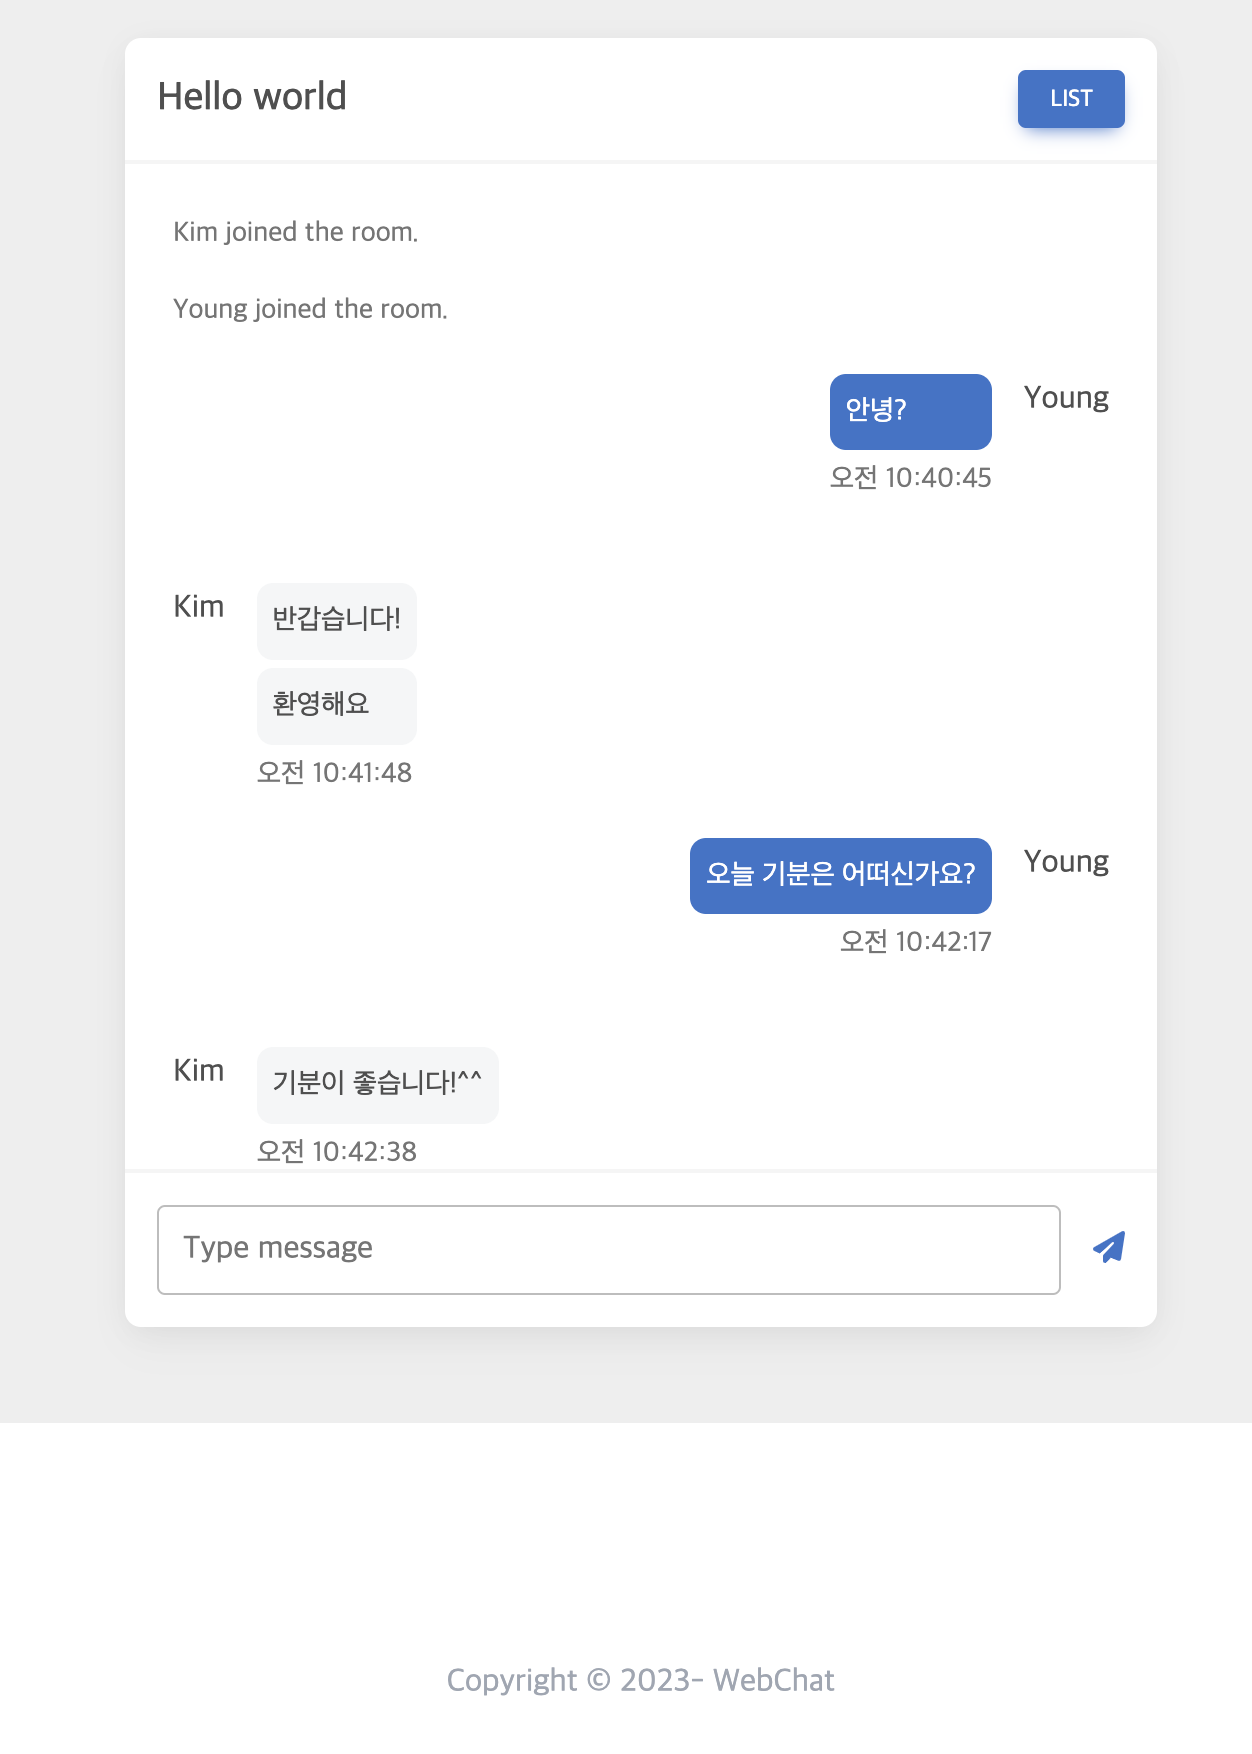 Hello world
LIST
Kim joined the room.
Young joined the room.
안녕?
Young
오전 10:40:45
Kim
반갑습니다!
환영해요
오전 10:41:48
오늘 기분은 어떠신가요?
Young
오전 10:42:17
Kim
기분이 좋습니다!^^
오전 10:42:38
Type message
Copyright © 2023- WebChat